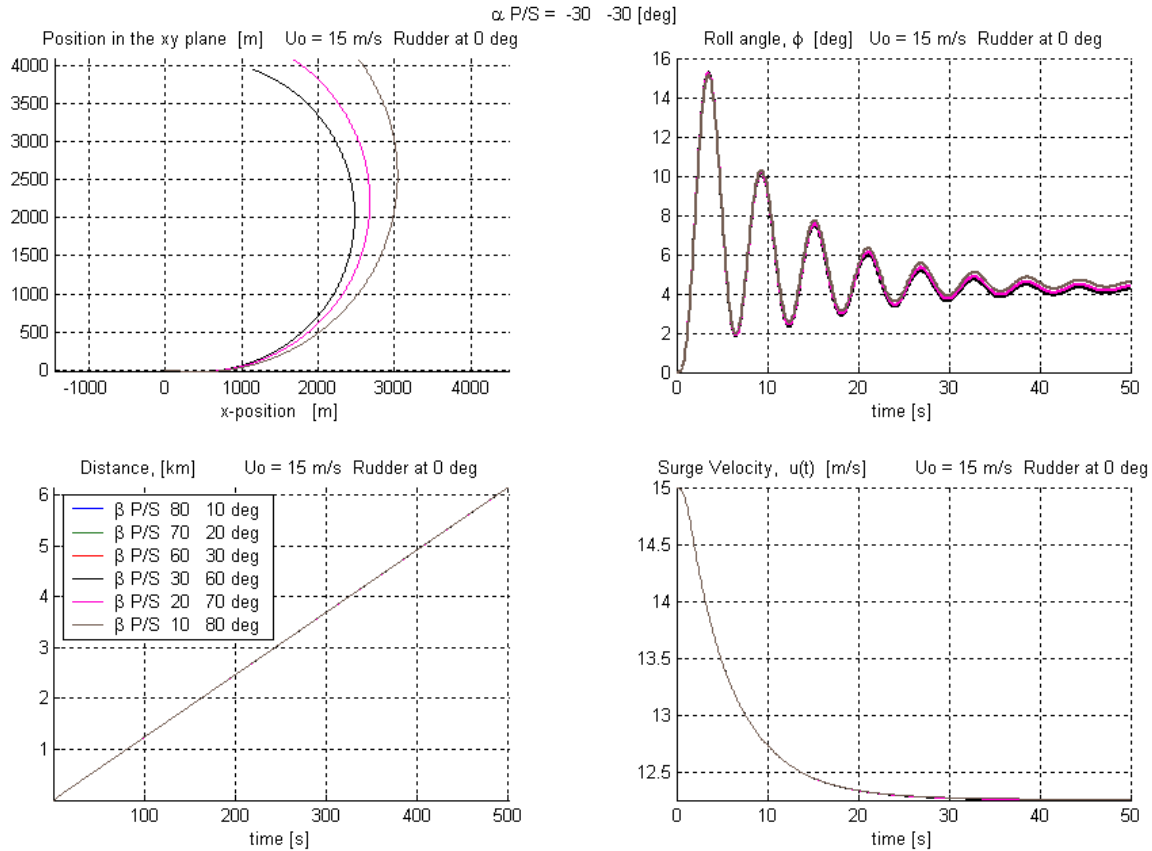 α P/S = -30 -30 [deg]
Position in the xy plane [m] Uo = 15 m/s Rudder at 0 deg
4000
3500
3000
2500
2000
1500
1000
500
0
-1000 0 1000 2000 3000 4000
x-position [m]
Roll angle, ϕ [deg] Uo = 15 m/s Rudder at 0 deg
16
14
12
10
8
6
4
2
0
0 10 20 30 40 50
time [s]
Distance, [km] Uo = 15 m/s Rudder at 0 deg
6
5
4
3
2
1
β P/S 80 10 deg
β P/S 70 20 deg
β P/S 60 30 deg
β P/S 30 60 deg
β P/S 20 70 deg
β P/S 10 80 deg
100 200 300 400 500
time [s]
Surge Velocity, u(t) [m/s] Uo = 15 m/s Rudder at 0 deg
15
14.5
14
13.5
13
12.5
0 10 20 30 40 50
time [s]